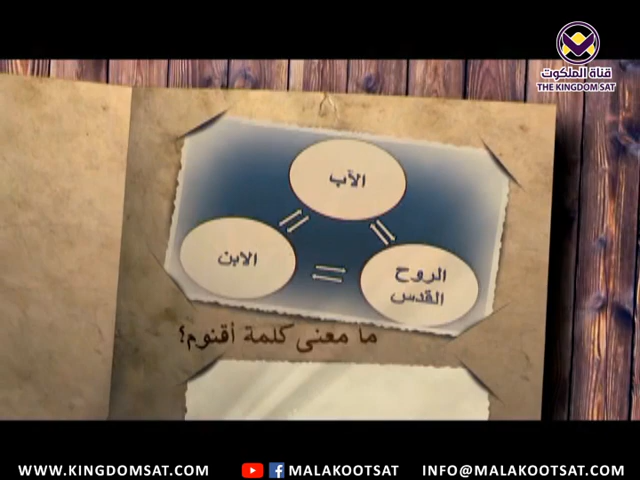 قناة الملكوت
THE KINGDOM SAT
الآب
الابن
الروح
القدس
ما معنى كلمة أقنوم؟
WWW.KINGDOMSAT.COM
MALAKOOTSAT
INFO@MALAKOOTSAT.COM